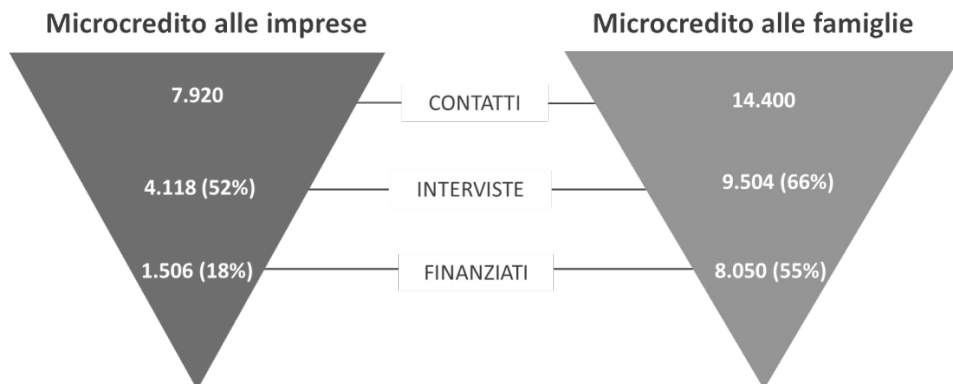 Microcredito alle imprese
Microcredito alle famiglie
7.920
CONTATTI
14.400
4.118 (52%)
INTERVISTE
9.504 (66%)
1.506 (18%)
FINANZIATI
8.050 (55%)